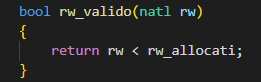 bool rw_valido(natl rw)
{
    return rw < rw_allocati;
}